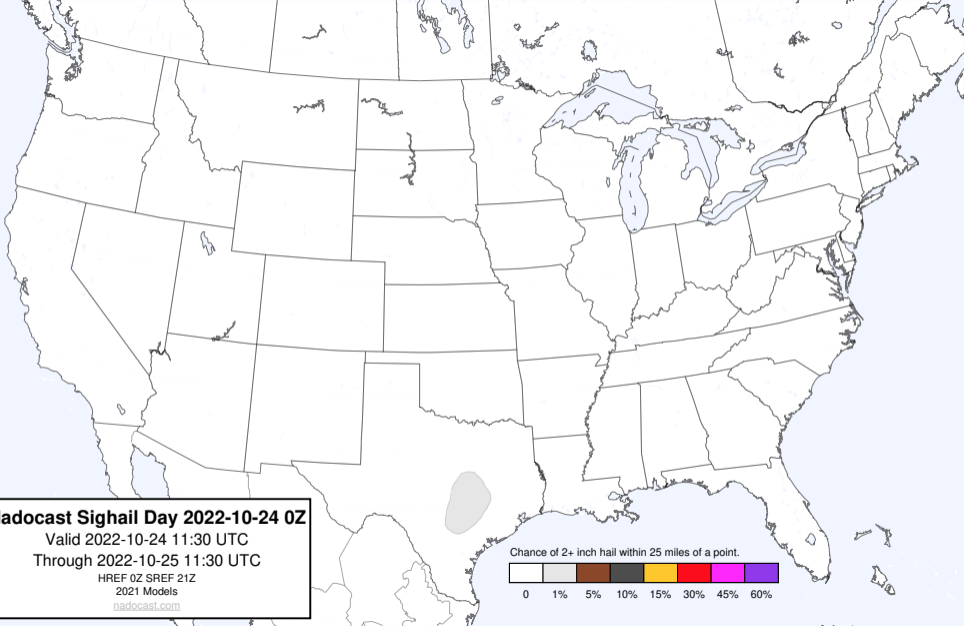 adocast Sighail Day 2022-10-24 0Z
Valid 2022-10-24 11:30 UTC
Through 2022-10-25 11:30 UTC
HREF 0Z SREF 21Z
2021 Models
nadocast.com
Chance of 2+ inch hail within 25 miles of a point.
0 1% 5% 10% 15% 30% 45% 60%